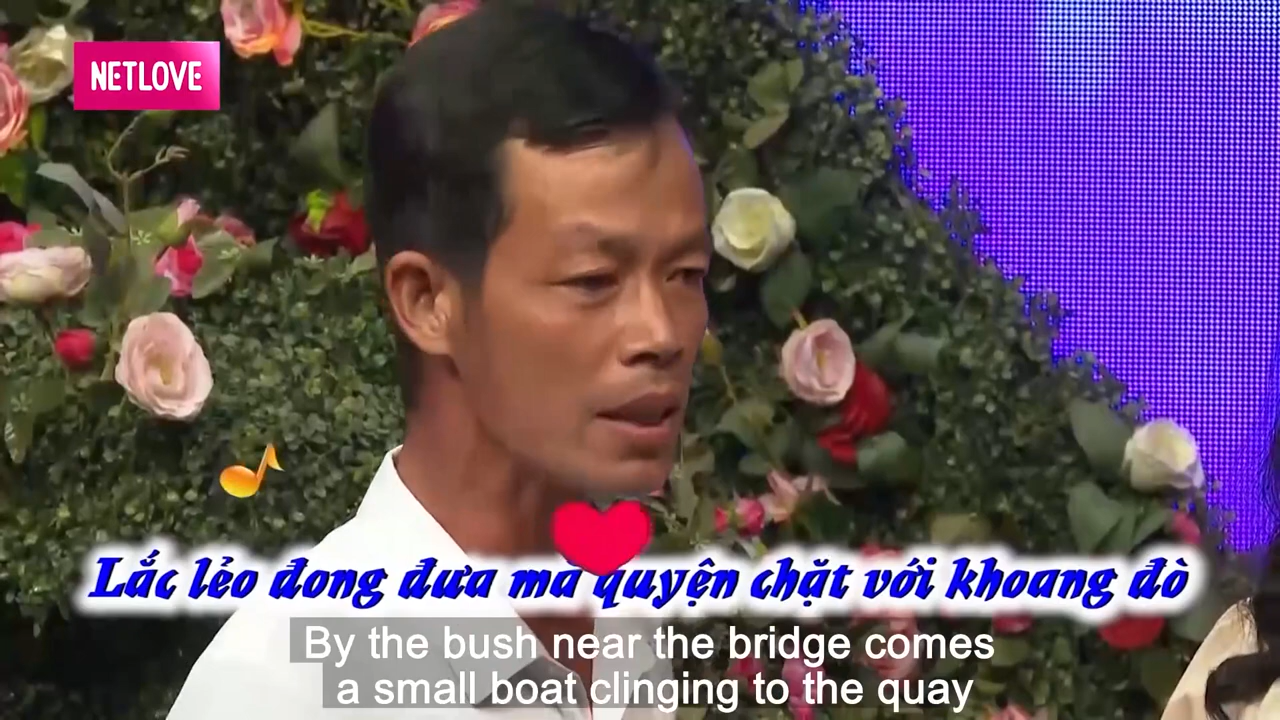 NETLOVE
Lắc lẻo đong đưa mà quyện chặt với khoang đò
By the bush near the bridge comes
a small boat clinging to the quay